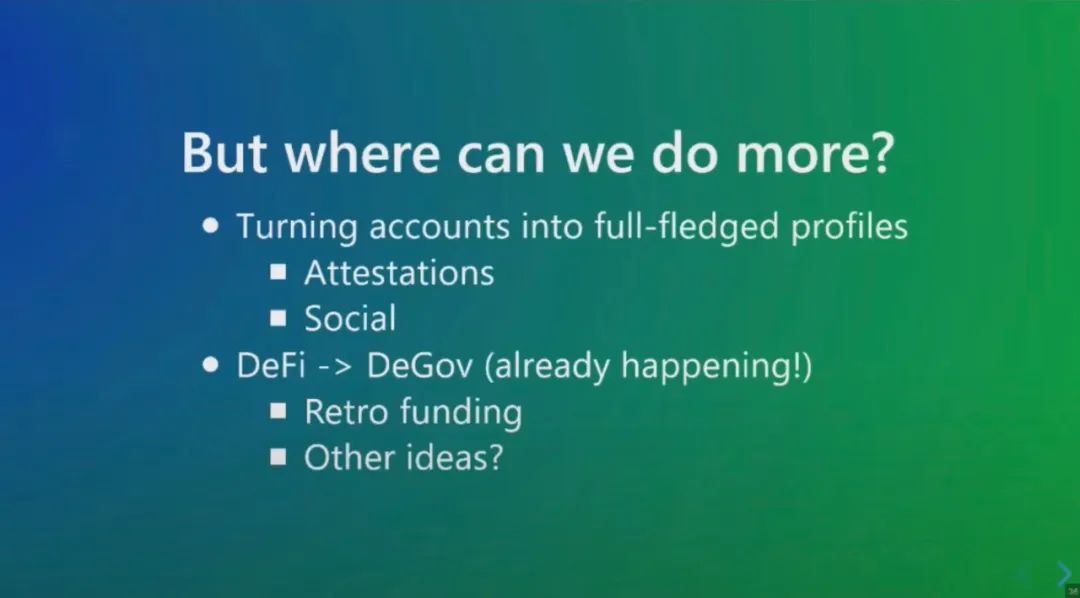 But where can we do more?
• Turning accounts into full-fledged profiles
▪ Attestations
▪ Social
• DeFi -> DeGov (already happening!)
▪ Retro funding
▪ Other ideas?